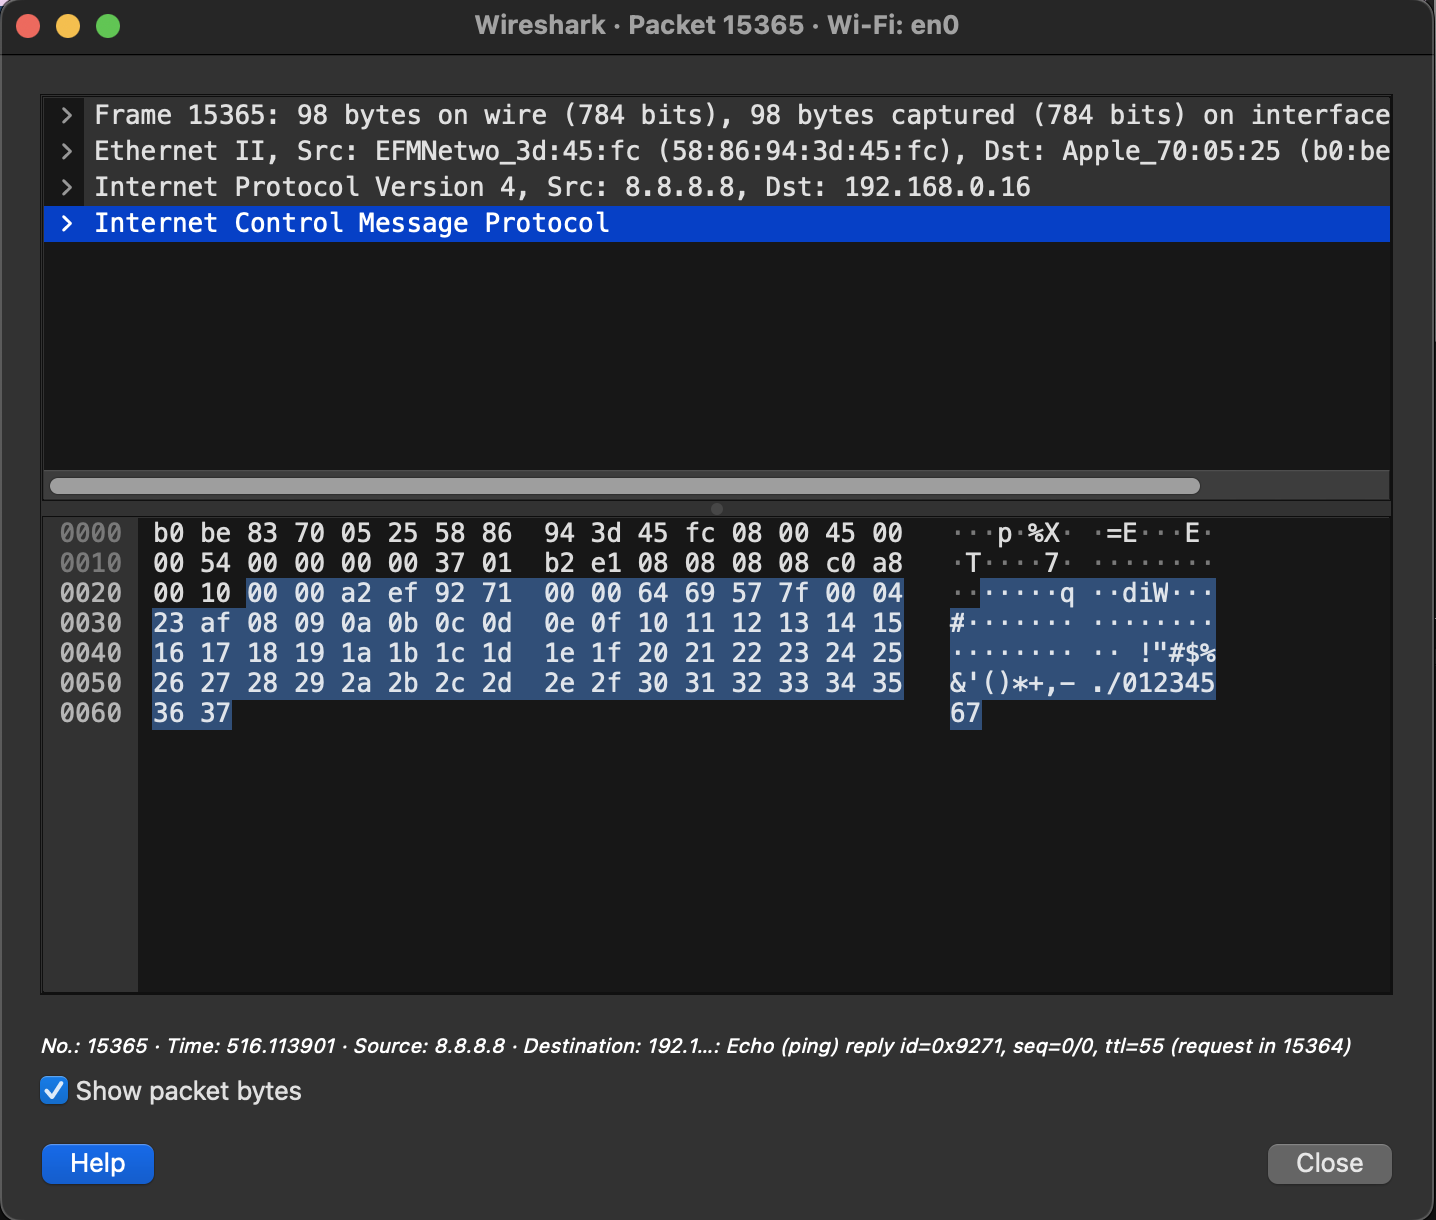 Wireshark · Packet 15365 · Wi-Fi: en0
Frame 15365: 98 bytes on wire (784 bits), 98 bytes captured (784 bits) on interface
Ethernet II, Src: EFMNetwo_3d:45:fc (58:86:94:3d:45:fc), Dst: Apple_70:05:25 (b0:be
Internet Protocol Version 4, Src: 8.8.8.8, Dst: 192.168.0.16
Internet Control Message Protocol
0000 b0 be 83 70 05 25 58 86 94 3d 45 fc 08 00 45 00 ···p·%X· ·=E···E·
0010 00 54 00 00 00 00 37 01 b2 e1 08 08 08 08 c0 a8 ·T····7· ········
0020 00 10 00 00 a2 ef 92 71 00 00 64 69 57 7f 00 04 ·······q ··diW···
0030 23 af 08 09 0a 0b 0c 0d 0e 0f 10 11 12 13 14 15 #······· ········
0040 16 17 18 19 1a 1b 1c 1d 1e 1f 20 21 22 23 24 25 ········ ·· !"#$%
0050 26 27 28 29 2a 2b 2c 2d 2e 2f 30 31 32 33 34 35 &'()*+,- ./012345
0060 36 37 67
No.: 15365 · Time: 516.113901 · Source: 8.8.8.8 · Destination: 192.1…: Echo (ping) reply id=0x9271, seq=0/0, ttl=55 (request in 15364)
Show packet bytes
Help
Close